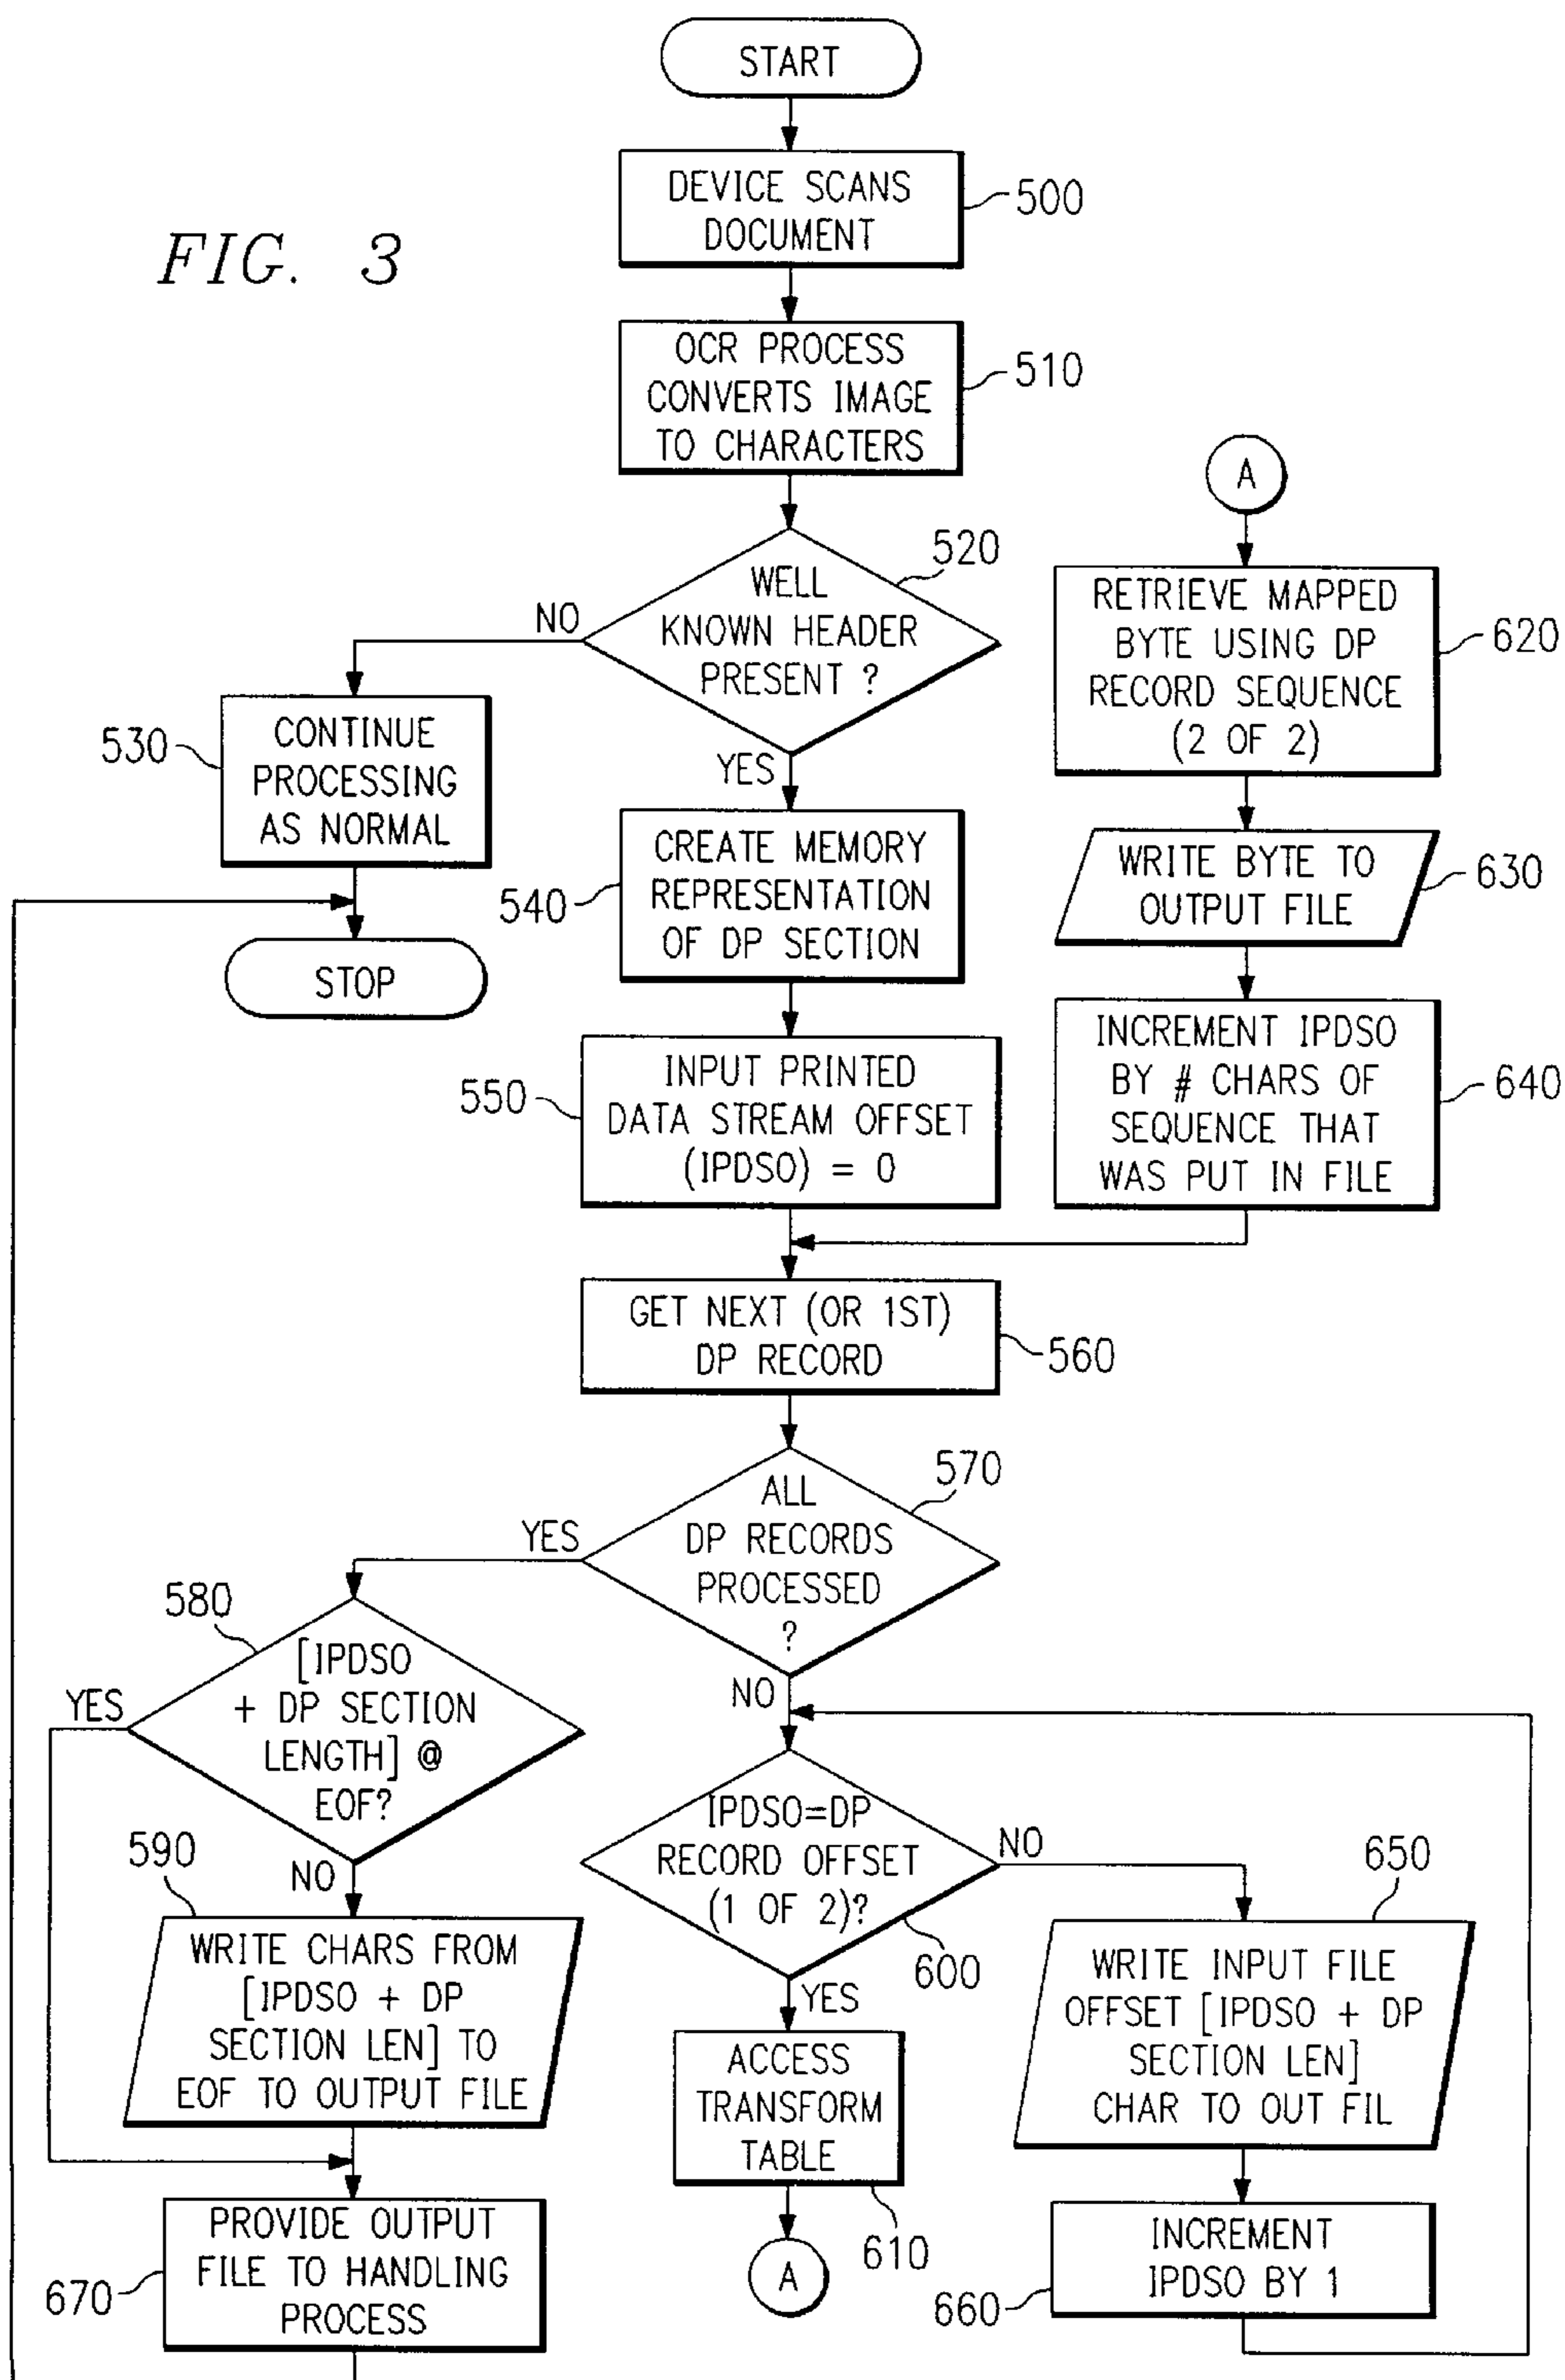 START
FIG. 3
DEVICE SCANS
DOCUMENT
500
OCR PROCESS
CONVERTS IMAGE
TO CHARACTERS
510
WELL
KNOWN HEADER
PRESENT ?
520
NO
YES
CONTINUE
PROCESSING
AS NORMAL
530
STOP
CREATE MEMORY
REPRESENTATION
OF DP SECTION
540
INPUT PRINTED
DATA STREAM OFFSET
(IPDSO) = 0
550
A
RETRIEVE MAPPED
BYTE USING DP
RECORD SEQUENCE
(2 OF 2)
620
WRITE BYTE TO
OUTPUT FILE
630
INCREMENT IPDSO
BY # CHARS OF
SEQUENCE THAT
WAS PUT IN FILE
640
GET NEXT (OR 1ST)
DP RECORD
560
ALL
DP RECORDS
PROCESSED
?
570
YES
NO
580
[IPDSO
+ DP SECTION
LENGTH] @
EOF?
YES
NO
590
WRITE CHARS FROM
[IPDSO + DP
SECTION LEN] TO
EOF TO OUTPUT FILE
PROVIDE OUTPUT
FILE TO HANDLING
PROCESS
670
IPDSO=DP
RECORD OFFSET
(1 OF 2)?
600
NO
YES
ACCESS
TRANSFORM
TABLE
610
A
650
WRITE INPUT FILE
OFFSET [IPDSO + DP
SECTION LEN]
CHAR TO OUT FIL
INCREMENT
IPDSO BY 1
660